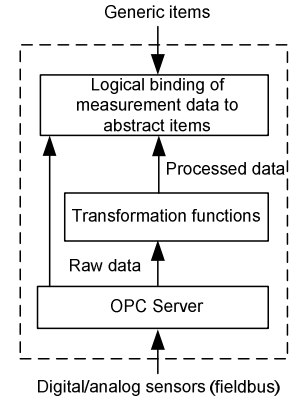 Generic items
Logical binding of
measurement data to
abstract items
Processed data
Transformation functions
Raw data
OPC Server
Digital/analog sensors (fieldbus)